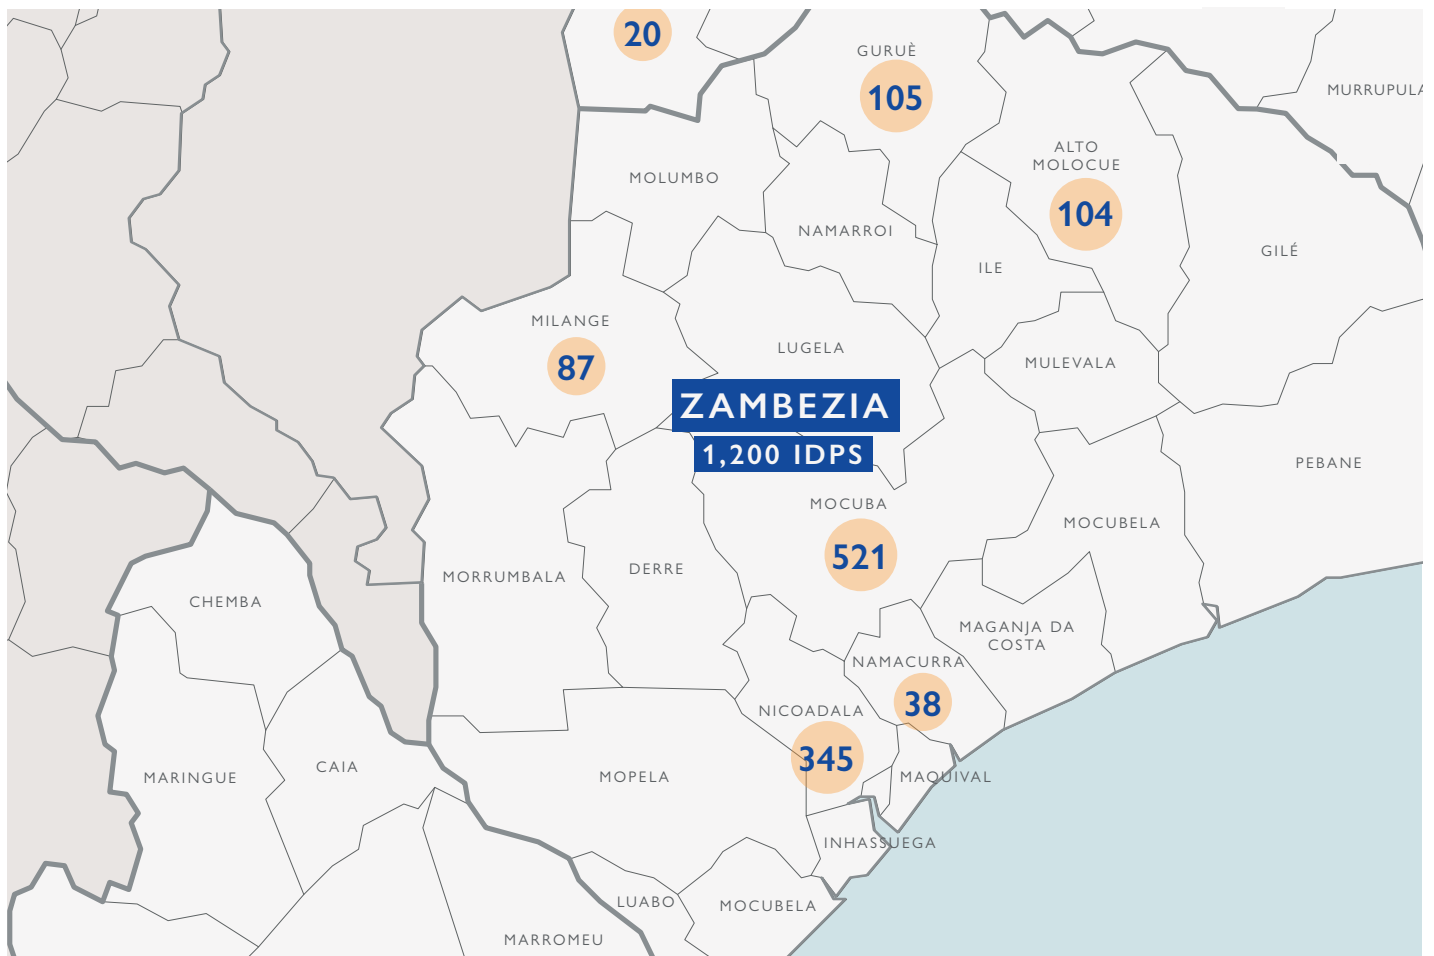 20
GURUÈ
105
MURRUPULA
ALTO
MOLOCUE
104
MOLUMBO
NAMARROI
ILE
GILÉ
MILANGE
87
LUGELA
MULEVALA
ZAMBEZIA
1,200 IDPS
PEBANE
MOCUBA
521
MOCUBELA
MORRUMBALA
DERRE
CHEMBA
MAGANJA DA
COSTA
NAMACURRA
38
NICOADALA
345
MARINGUE
CAIA
MOPELA
MAQUIVAL
INHASSUEGA
LUABO
MOCUBELA
MARROMEU